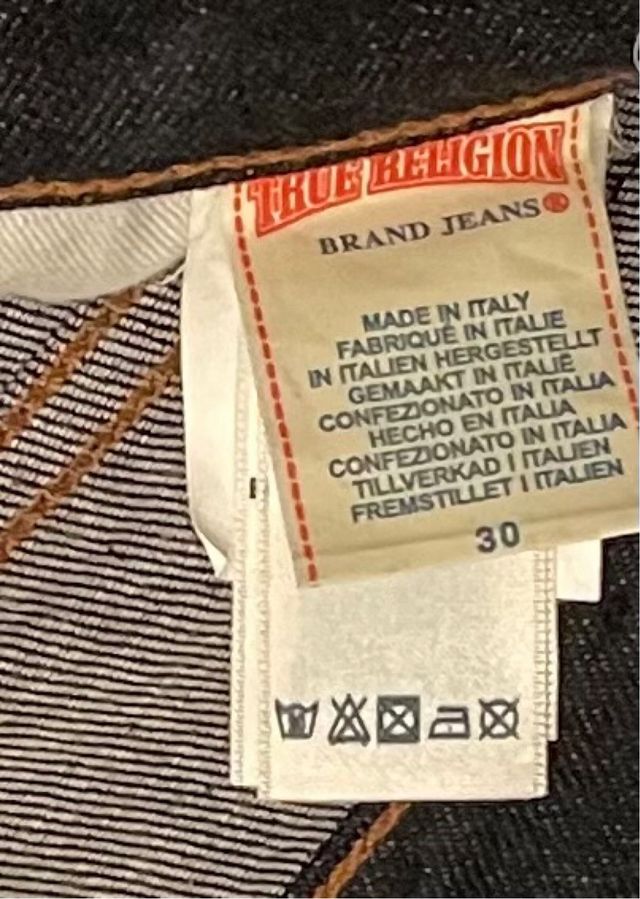 TRUE RELIGION
BRAND JEANS®
MADE IN ITALY
FABRIQUÉ IN ITALIE
IN ITALIEN HERGESTELLT
GEMAAKT IN ITALIË
CONFEZIONATO IN ITALIA
HECHO EN ITALIA
CONFEZIONATO IN ITALIA
TILLVERKAD I ITALIEN
FREMSTILLET I ITALIEN
30